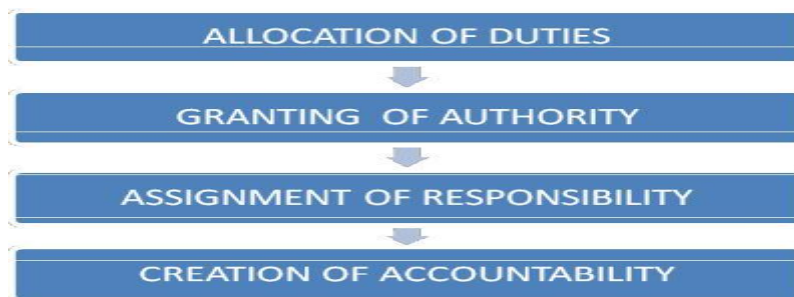 ALLOCATION OF DUTIES
GRANTING OF AUTHORITY
ASSIGNMENT OF RESPONSIBILITY
CREATION OF ACCOUNTABILITY